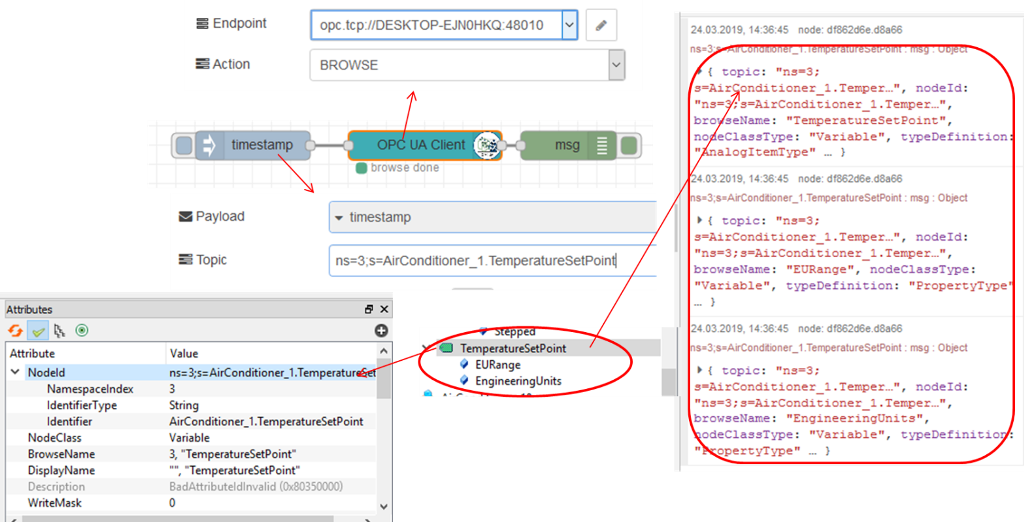 Endpoint
opc.tcp://DESKTOP-EJN0HKQ:48010
Action
BROWSE
timestamp
OPC UA Client
msg
browse done
Payload
timestamp
Topic
ns=3;s=AirConditioner_1.TemperatureSetPoint
Attributes
Attribute
Value
NodeId
ns=3;s=AirConditioner_1.TemperatureSet
NamespaceIndex
3
IdentifierType
String
Identifier
AirConditioner_1.TemperatureSetPoint
NodeClass
Variable
BrowseName
3, "TemperatureSetPoint"
DisplayName
"", "TemperatureSetPoint"
Description
BadAttributeIdInvalid (0x80350000)
WriteMask
0
Stepped
TemperatureSetPoint
EURange
EngineeringUnits
24.03.2019, 14:36:45 node: df862d6e.d8a66
ns=3;s=AirConditioner_1.TemperatureSetPoint : msg : Object
{ topic: "ns=3;
s=AirConditioner_1.Temper…", nodeId:
"ns=3;s=AirConditioner_1.Temper…",
browseName: "TemperatureSetPoint",
nodeClassType: "Variable", typeDefinition:
"AnalogItemType" … }
24.03.2019, 14:36:45 node: df862d6e.d8a66
ns=3;s=AirConditioner_1.TemperatureSetPoint : msg : Object
{ topic: "ns=3;
s=AirConditioner_1.Temper…", nodeId:
"ns=3;s=AirConditioner_1.Temper…",
browseName: "EURange", nodeClassType:
"Variable", typeDefinition: "PropertyType"
… }
24.03.2019, 14:36:45 node: df862d6e.d8a66
ns=3;s=AirConditioner_1.TemperatureSetPoint : msg : Object
{ topic: "ns=3;
s=AirConditioner_1.Temper…", nodeId:
"ns=3;s=AirConditioner_1.Temper…",
browseName: "EngineeringUnits",
nodeClassType: "Variable", typeDefinition:
"PropertyType" … }